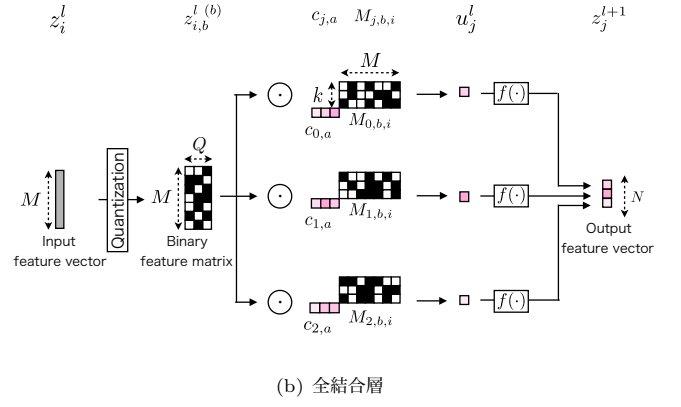 z_i^l z_{i,b}^{l (b)} c_{j,a} M_{j,b,i} u_j^l z_i^{l+1}
M
k
f(·)
M_{0,b,i}
c_{0,a}
Q
M
Quantization
M
M_{1,b,i}
c_{1,a}
f(·)
N
Input
feature vector
Binary
feature matrix
Output
feature vector
M_{2,b,i}
c_{2,a}
f(·)
(b) 全結合層